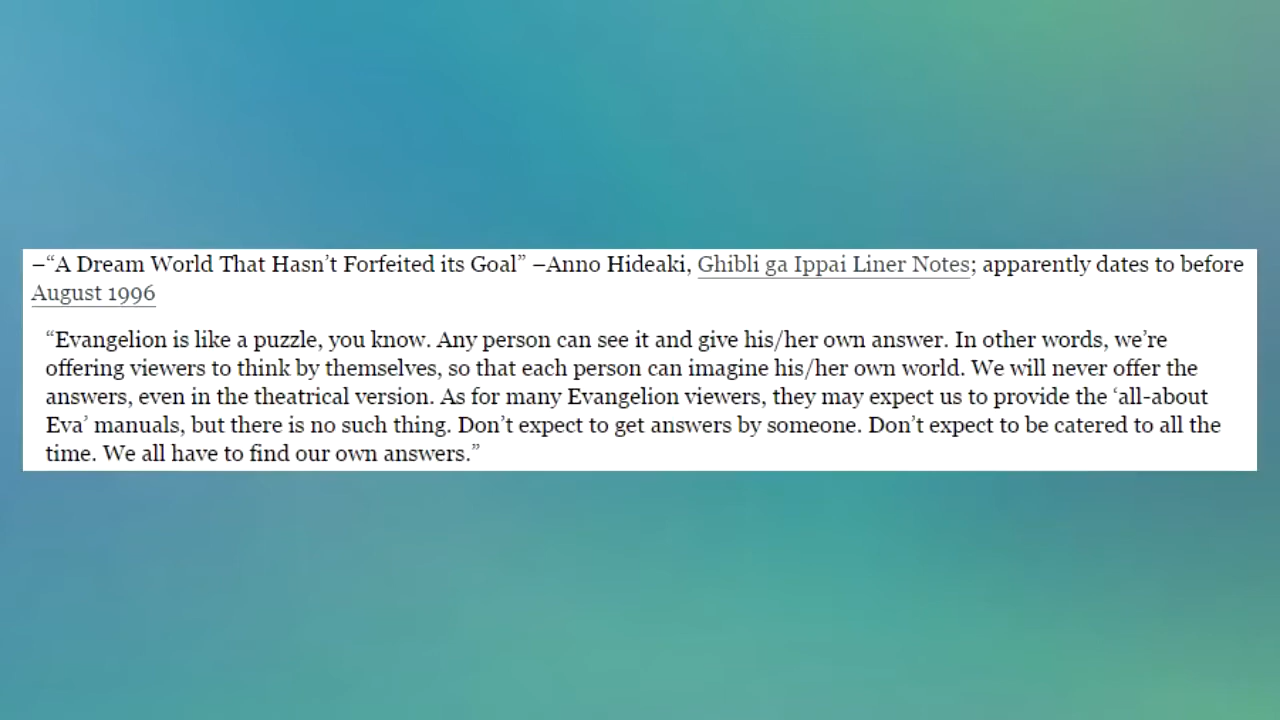 –“A Dream World That Hasn’t Forfeited its Goal” –Anno Hideaki, Ghibli ga Ippai Liner Notes; apparently dates to before
August 1996
“Evangelion is like a puzzle, you know. Any person can see it and give his/her own answer. In other words, we’re
offering viewers to think by themselves, so that each person can imagine his/her own world. We will never offer the
answers, even in the theatrical version. As for many Evangelion viewers, they may expect us to provide the ‘all-about
Eva’ manuals, but there is no such thing. Don’t expect to get answers by someone. Don’t expect to be catered to all the
time. We all have to find our own answers.”